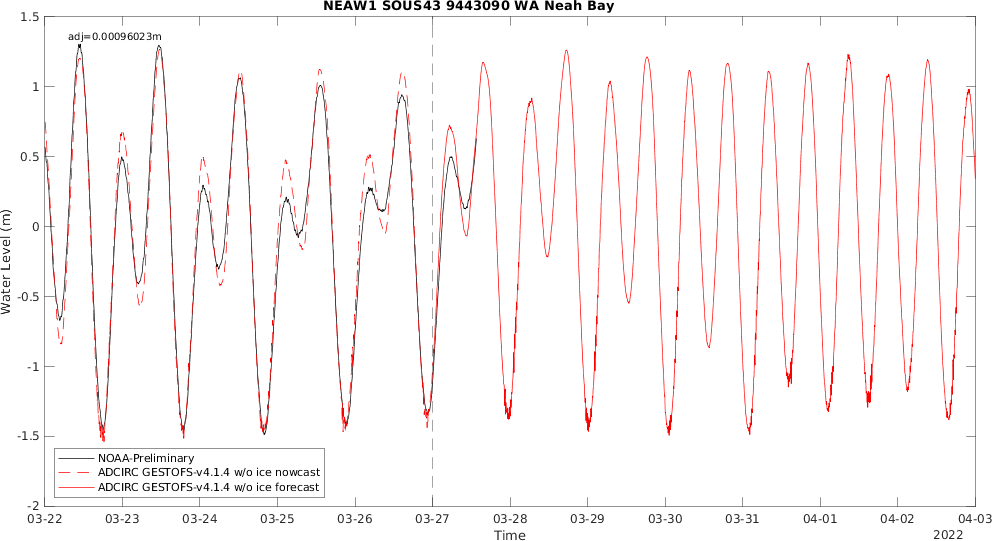 NEAW1 SOUS43 9443090 WA Neah Bay
adj=0.00096023m
1.5
1
0.5
0
-0.5
-1
-1.5
-2
Water Level (m)
NOAA-Preliminary
ADCIRC GESTOFS-v4.1.4 w/o ice nowcast
ADCIRC GESTOFS-v4.1.4 w/o ice forecast
03-22 03-23 03-24 03-25 03-26 03-27 03-28 03-29 03-30 03-31 04-01 04-02 04-03
Time
2022